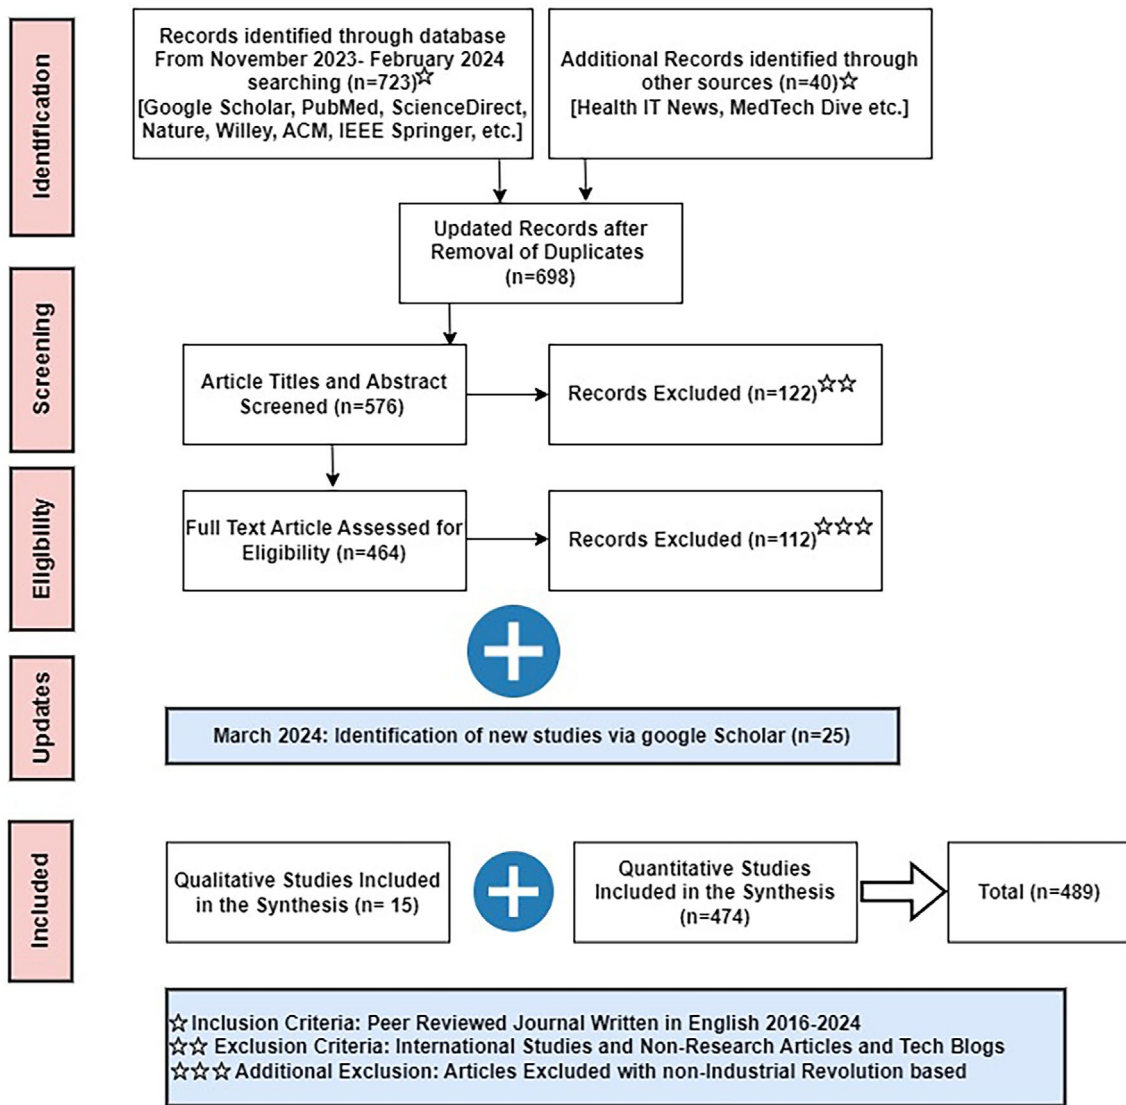 Identification
Records identified through database
From November 2023- February 2024
searching (n=723)☆
[Google Scholar, PubMed, ScienceDirect,
Nature, Willey, ACM, IEEE Springer, etc.]
Additional Records identified through
other sources (n=40)☆
[Health IT News, MedTech Dive etc.]
Updated Records after
Removal of Duplicates
(n=698)
Screening
Article Titles and Abstract
Screened (n=576)
Records Excluded (n=122)☆☆
Eligibility
Full Text Article Assessed for
Eligibility (n=464)
Records Excluded (n=112)☆☆☆
Updates
March 2024: Identification of new studies via google Scholar (n=25)
Included
Qualitative Studies Included
in the Synthesis (n= 15)
Quantitative Studies
Included in the Synthesis
(n=474)
Total (n=489)
☆ Inclusion Criteria: Peer Reviewed Journal Written in English 2016-2024
☆☆ Exclusion Criteria: International Studies and Non-Research Articles and Tech Blogs
☆☆☆ Additional Exclusion: Articles Excluded with non-Industrial Revolution based